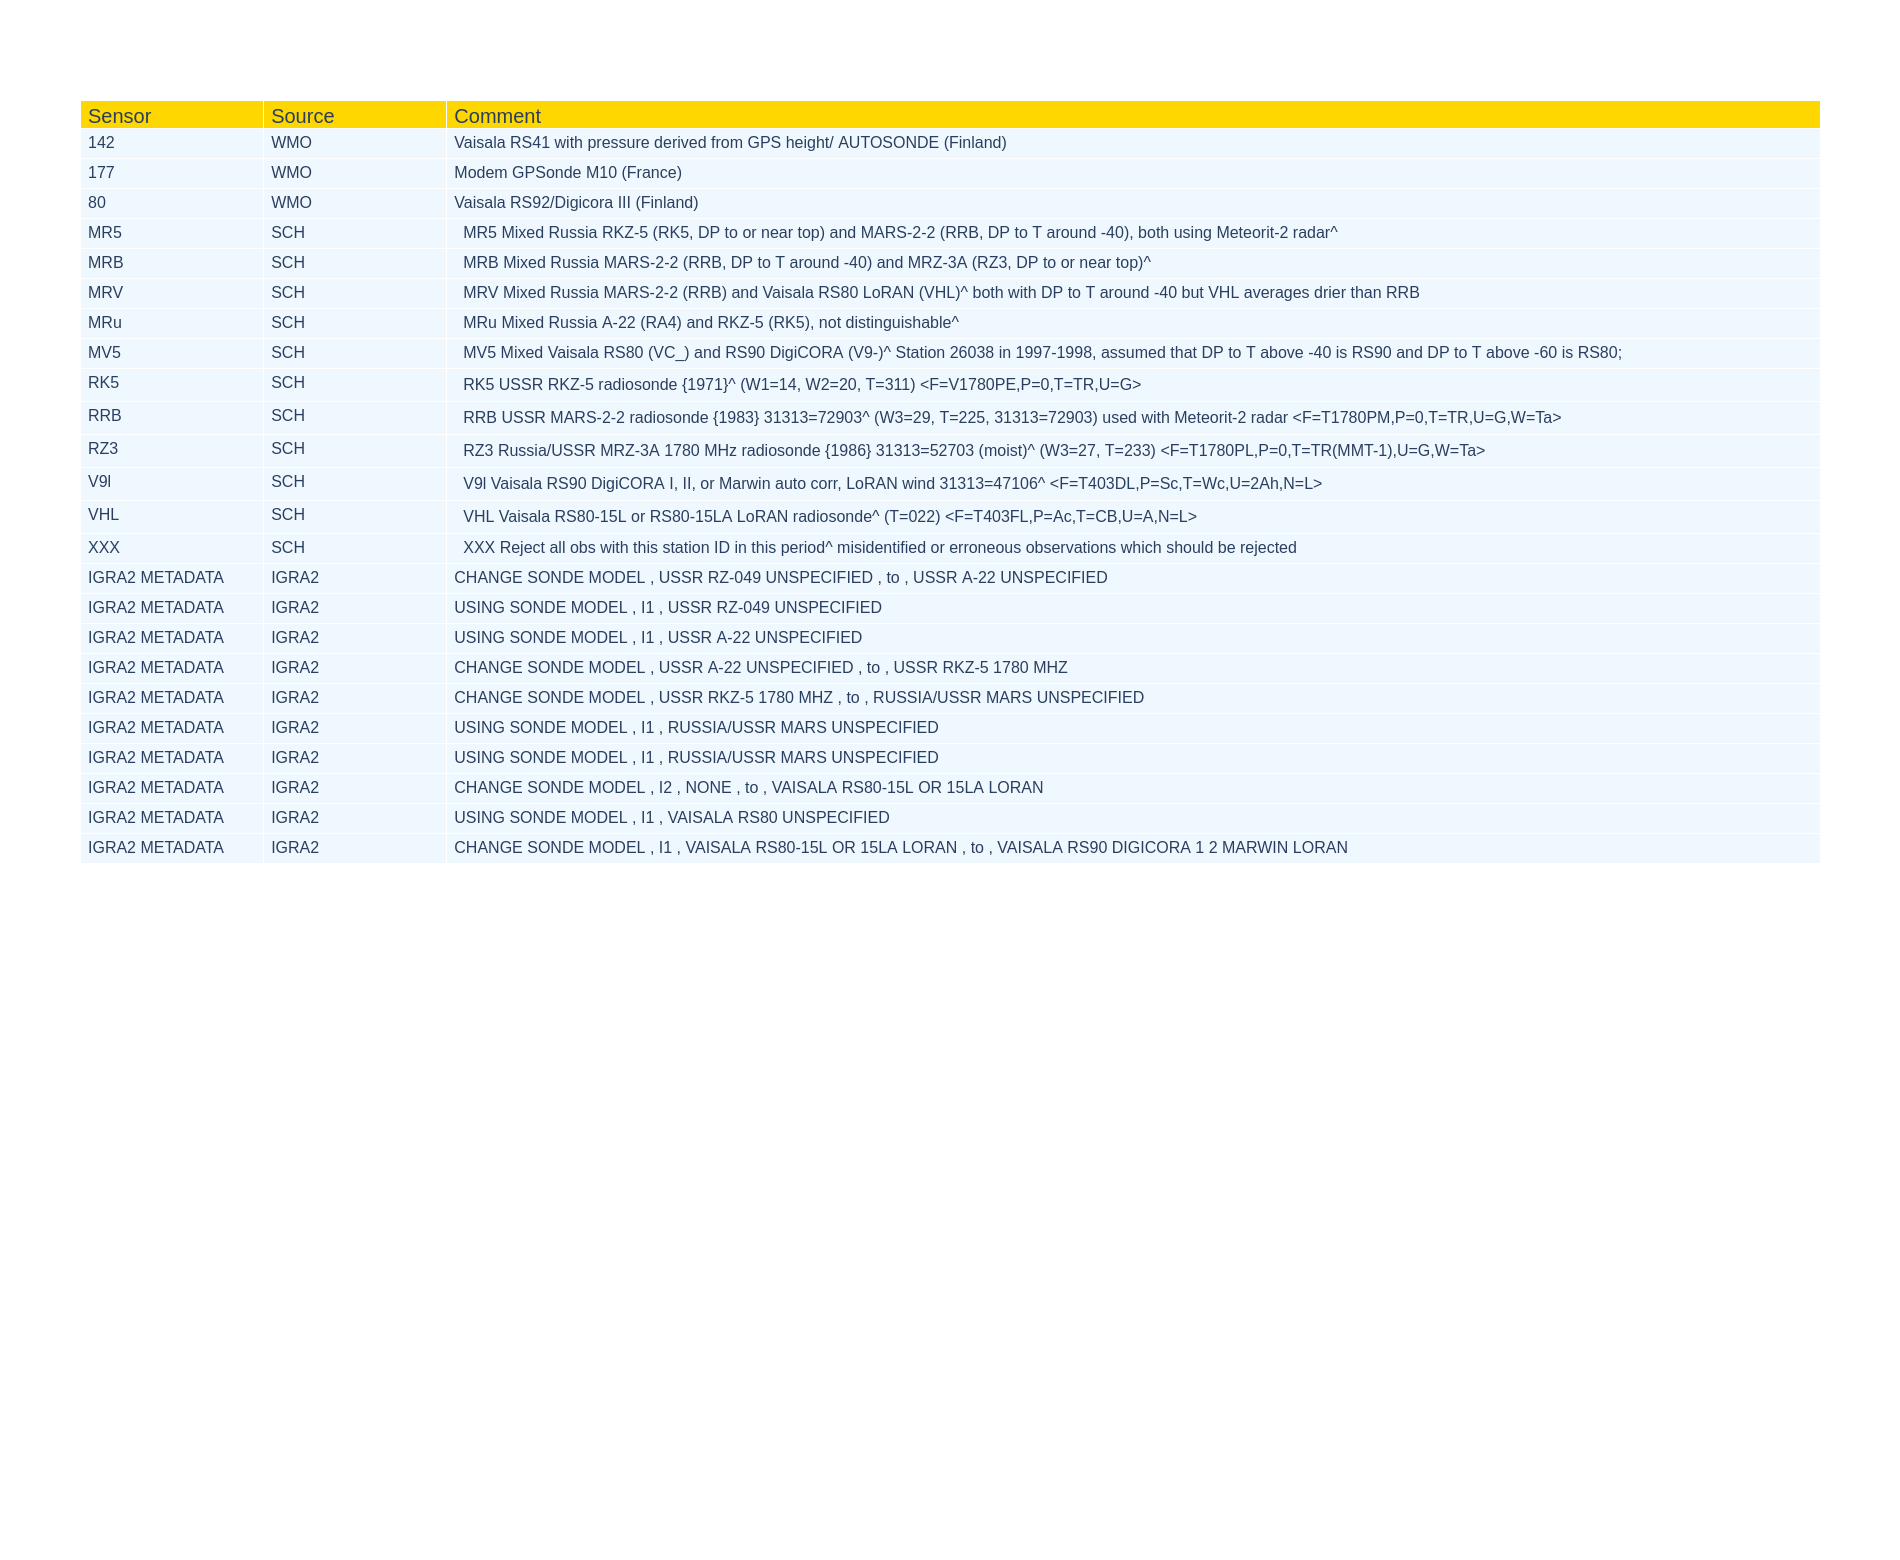 Sensor Source Comment
142 WMO Vaisala RS41 with pressure derived from GPS height/ AUTOSONDE (Finland)
177 WMO Modem GPSonde M10 (France)
80 WMO Vaisala RS92/Digicora III (Finland)
MR5 SCH MR5 Mixed Russia RKZ-5 (RK5, DP to or near top) and MARS-2-2 (RRB, DP to T around -40), both using Meteorit-2 radar^
MRB SCH MRB Mixed Russia MARS-2-2 (RRB, DP to T around -40) and MRZ-3A (RZ3, DP to or near top)^
MRV SCH MRV Mixed Russia MARS-2-2 (RRB) and Vaisala RS80 LoRAN (VHL)^ both with DP to T around -40 but VHL averages drier than RRB
MRu SCH MRu Mixed Russia A-22 (RA4) and RKZ-5 (RK5), not distinguishable^
MV5 SCH MV5 Mixed Vaisala RS80 (VC_) and RS90 DigiCORA (V9-)^ Station 26038 in 1997-1998, assumed that DP to T above -40 is RS90 and DP to T above -60 is RS80;
RK5 SCH RK5 USSR RKZ-5 radiosonde {1971}^ (W1=14, W2=20, T=311) <F=V1780PE,P=0,T=TR,U=G>
RRB SCH RRB USSR MARS-2-2 radiosonde {1983} 31313=72903^ (W3=29, T=225, 31313=72903) used with Meteorit-2 radar <F=T1780PM,P=0,T=TR,U=G,W=Ta>
RZ3 SCH RZ3 Russia/USSR MRZ-3A 1780 MHz radiosonde {1986} 31313=52703 (moist)^ (W3=27, T=233) <F=T1780PL,P=0,T=TR(MMT-1),U=G,W=Ta>
V9l SCH V9l Vaisala RS90 DigiCORA I, II, or Marwin auto corr, LoRAN wind 31313=47106^ <F=T403DL,P=Sc,T=Wc,U=2Ah,N=L>
VHL SCH VHL Vaisala RS80-15L or RS80-15LA LoRAN radiosonde^ (T=022) <F=T403FL,P=Ac,T=CB,U=A,N=L>
XXX SCH XXX Reject all obs with this station ID in this period^ misidentified or erroneous observations which should be rejected
IGRA2 METADATA IGRA2 CHANGE SONDE MODEL , USSR RZ-049 UNSPECIFIED , to , USSR A-22 UNSPECIFIED
IGRA2 METADATA IGRA2 USING SONDE MODEL , I1 , USSR RZ-049 UNSPECIFIED
IGRA2 METADATA IGRA2 USING SONDE MODEL , I1 , USSR A-22 UNSPECIFIED
IGRA2 METADATA IGRA2 CHANGE SONDE MODEL , USSR A-22 UNSPECIFIED , to , USSR RKZ-5 1780 MHZ
IGRA2 METADATA IGRA2 CHANGE SONDE MODEL , USSR RKZ-5 1780 MHZ , to , RUSSIA/USSR MARS UNSPECIFIED
IGRA2 METADATA IGRA2 USING SONDE MODEL , I1 , RUSSIA/USSR MARS UNSPECIFIED
IGRA2 METADATA IGRA2 USING SONDE MODEL , I1 , RUSSIA/USSR MARS UNSPECIFIED
IGRA2 METADATA IGRA2 CHANGE SONDE MODEL , I2 , NONE , to , VAISALA RS80-15L OR 15LA LORAN
IGRA2 METADATA IGRA2 USING SONDE MODEL , I1 , VAISALA RS80 UNSPECIFIED
IGRA2 METADATA IGRA2 CHANGE SONDE MODEL , I1 , VAISALA RS80-15L OR 15LA LORAN , to , VAISALA RS90 DIGICORA 1 2 MARWIN LORAN